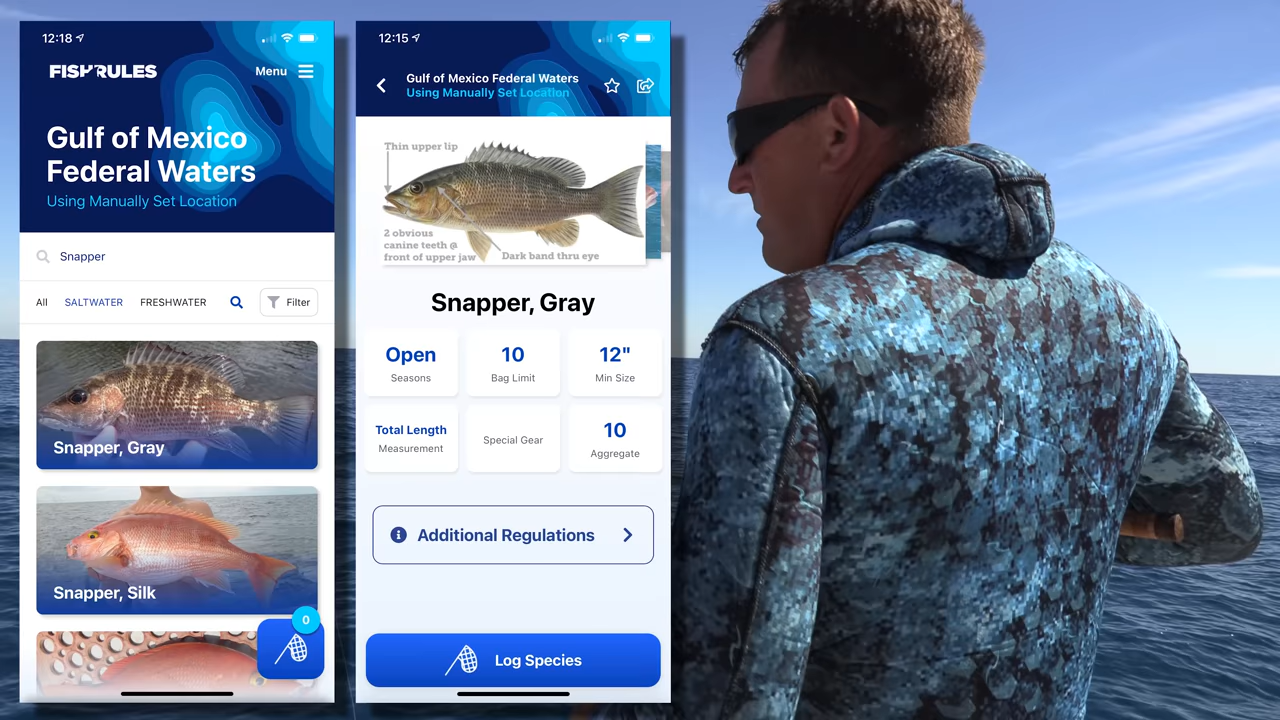 12:18
FISHRULES
Menu
Gulf of Mexico
Federal Waters
Using Manually Set Location
Snapper
All
SALTWATER
FRESHWATER
Filter
Snapper, Gray
Snapper, Silk
0
12:15
Gulf of Mexico Federal Waters
Using Manually Set Location
Thin upper lip
2 obvious
canine teeth @
front of upper jaw
Dark band thru eye
Snapper, Gray
Open
Seasons
10
Bag Limit
12"
Min Size
Total Length
Measurement
Special Gear
10
Aggregate
Additional Regulations
Log Species